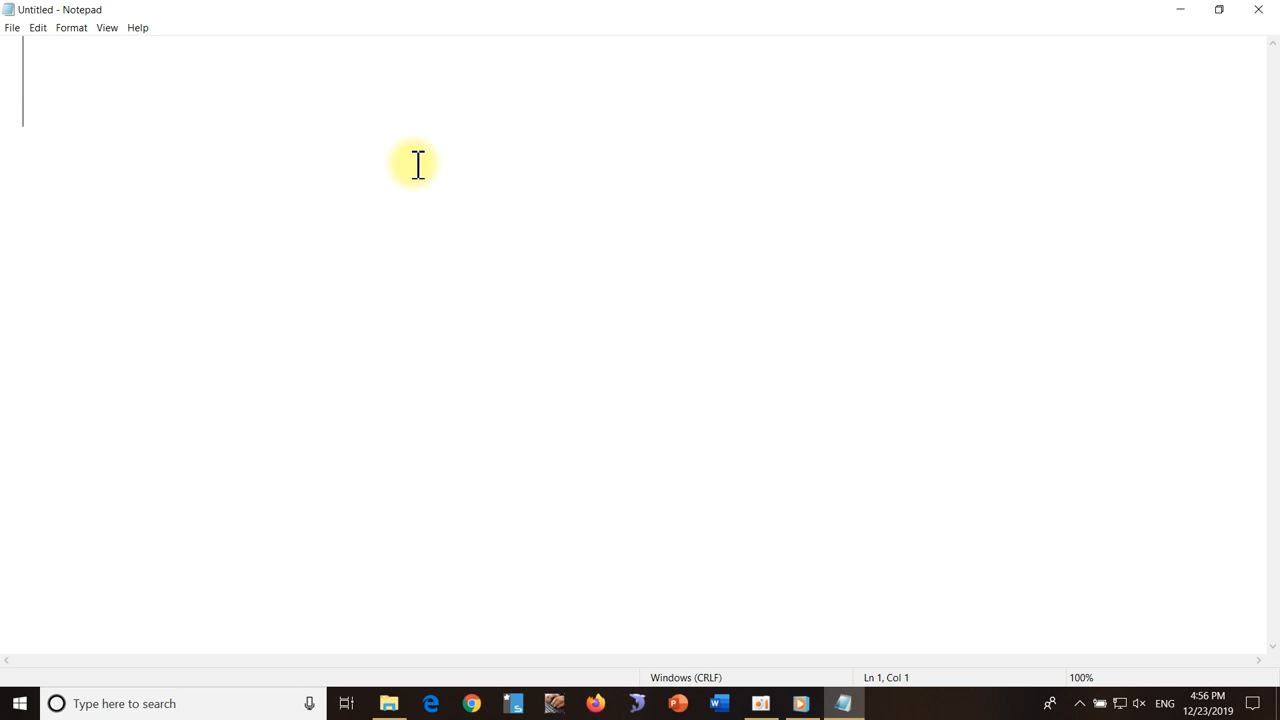 Untitled - Notepad
File Edit Format View Help
Windows (CRLF) Ln 1, Col 1 100%
Type here to search
ENG
4:56 PM
12/23/2019